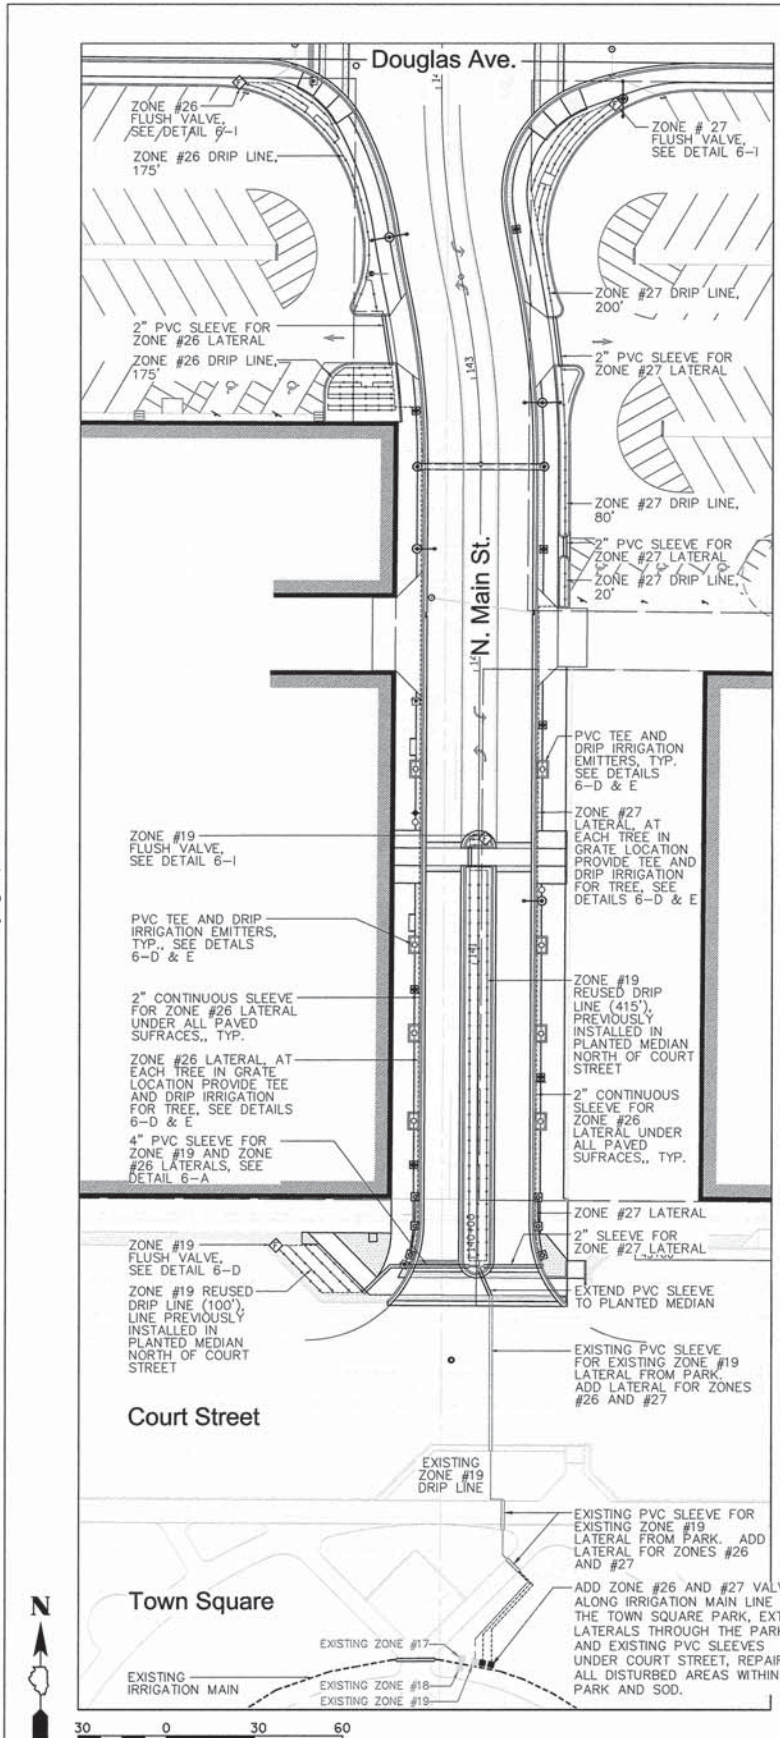 Douglas Ave.
ZONE #26
FLUSH VALVE,
SEE DETAIL 6-I
ZONE #26 DRIP LINE,
175'
ZONE # 27
FLUSH VALVE,
SEE DETAIL 6-I
ZONE #27 DRIP LINE,
200'
2" PVC SLEEVE FOR
ZONE #26 LATERAL
ZONE #26 DRIP LINE,
175'
2" PVC SLEEVE FOR
ZONE #27 LATERAL
143
ZONE #27 DRIP LINE,
80'
2" PVC SLEEVE FOR
ZONE #27 LATERAL
ZONE #27 DRIP LINE,
20'
N. Main St.
PVC TEE AND
DRIP IRRIGATION
EMITTERS, TYP.
SEE DETAILS
6-D & E
ZONE #19
FLUSH VALVE,
SEE DETAIL 6-I
ZONE #27
LATERAL, AT
EACH TREE IN
GRATE LOCATION
PROVIDE TEE AND
DRIP IRRIGATION
FOR TREE, SEE
DETAILS 6-D & E
PVC TEE AND DRIP
IRRIGATION EMITTERS,
TYP., SEE DETALS
6-D & E
141
2" CONTINUOUS SLEEVE
FOR ZONE #26 LATERAL
UNDER ALL PAVED
SUFRACES,, TYP.
ZONE #19
REUSED DRIP
LINE (415'),
PREVIOUSLY
INSTALLED IN
PLANTED MEDIAN
NORTH OF COURT
STREET
ZONE #26 LATERAL, AT
EACH TREE IN GRATE
LOCATION PROVIDE TEE
AND DRIP IRRIGATION
FOR TREE, SEE DETAILS
6-D & E
2" CONTINUOUS
SLEEVE FOR
ZONE #26
LATERAL UNDER
ALL PAVED
SUFRACES,, TYP.
4" PVC SLEEVE FOR
ZONE #19 AND ZONE
#26 LATERALS, SEE
DETAIL 6-A
140+00
ZONE #27 LATERAL
2" SLEEVE FOR
ZONE #27 LATERAL
ZONE #19
FLUSH VALVE,
SEE DETAIL 6-D
ZONE #19 REUSED
DRIP LINE (100'),
LINE PREVIOUSLY
INSTALLED IN
PLANTED MEDIAN
NORTH OF COURT
STREET
EXTEND PVC SLEEVE
TO PLANTED MEDIAN
EXISTING PVC SLEEVE
FOR EXISTING ZONE #19
LATERAL FROM PARK.
ADD LATERAL FOR ZONES
#26 AND #27
Court Street
EXISTING
ZONE #19
DRIP LINE
EXISTING PVC SLEEVE FOR
EXISTING ZONE #19
LATERAL FROM PARK. ADD
LATERAL FOR ZONES #26
AND #27
Town Square
ADD ZONE #26 AND #27 VAL
ALONG IRRIGATION MAIN LINE
THE TOWN SQUARE PARK, EXT
LATERALS THROUGH THE PARK
AND EXISTING PVC SLEEVES
UNDER COURT STREET, REPAIR
ALL DISTURBED AREAS WITHIN
PARK AND SOD.
EXISTING ZONE #17
EXISTING
IRRIGATION MAIN
EXISTING ZONE #18
EXISTING ZONE #19
N
30 0 30 60